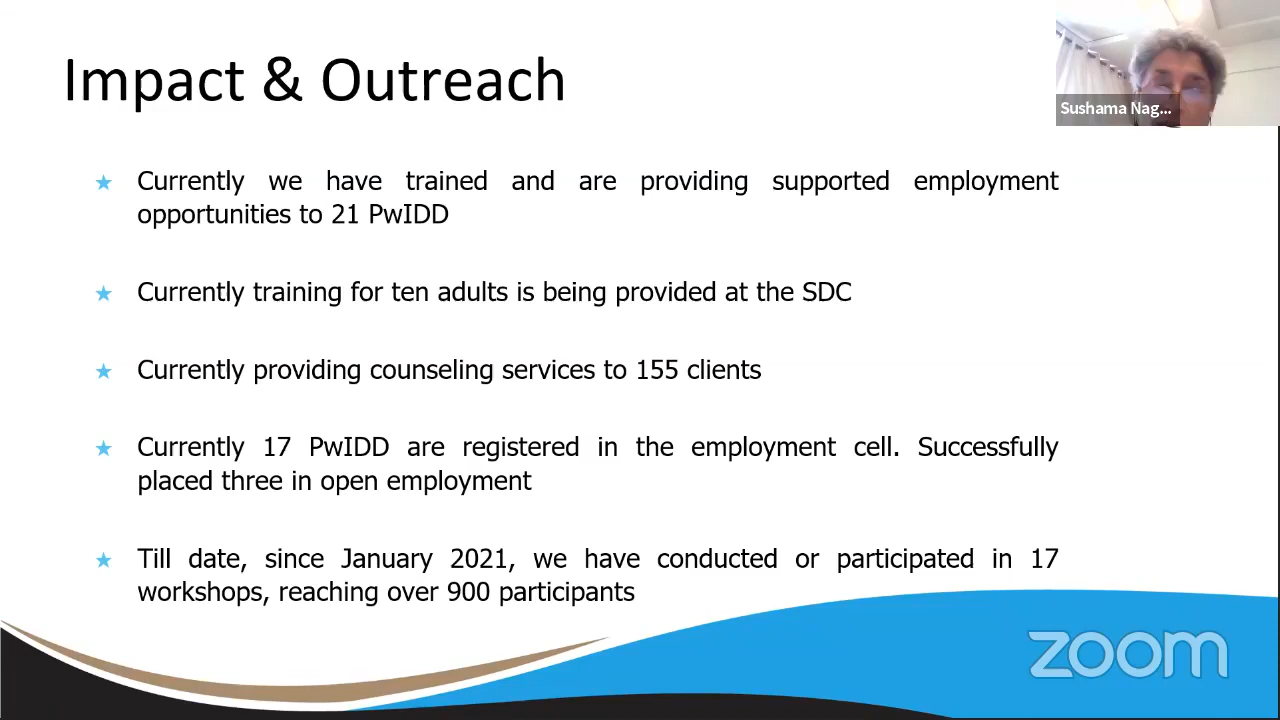 Impact & Outreach
Sushama Nag...
Currently we have trained and are providing supported employment
opportunities to 21 PwIDD
Currently training for ten adults is being provided at the SDC
Currently providing counseling services to 155 clients
Currently 17 PwIDD are registered in the employment cell. Successfully
placed three in open employment
Till date, since January 2021, we have conducted or participated in 17
workshops, reaching over 900 participants
zoom